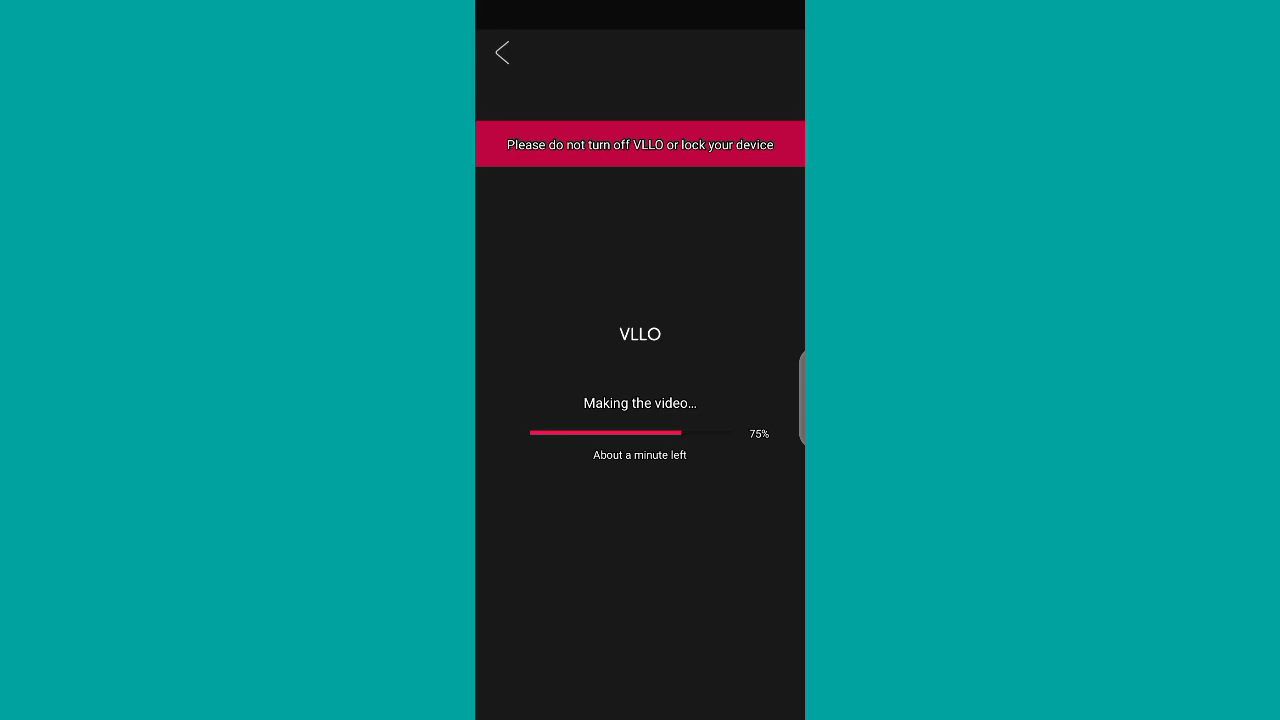 Please do not turn off VLLO or lock your device
VLLO
Making the video...
75%
About a minute left